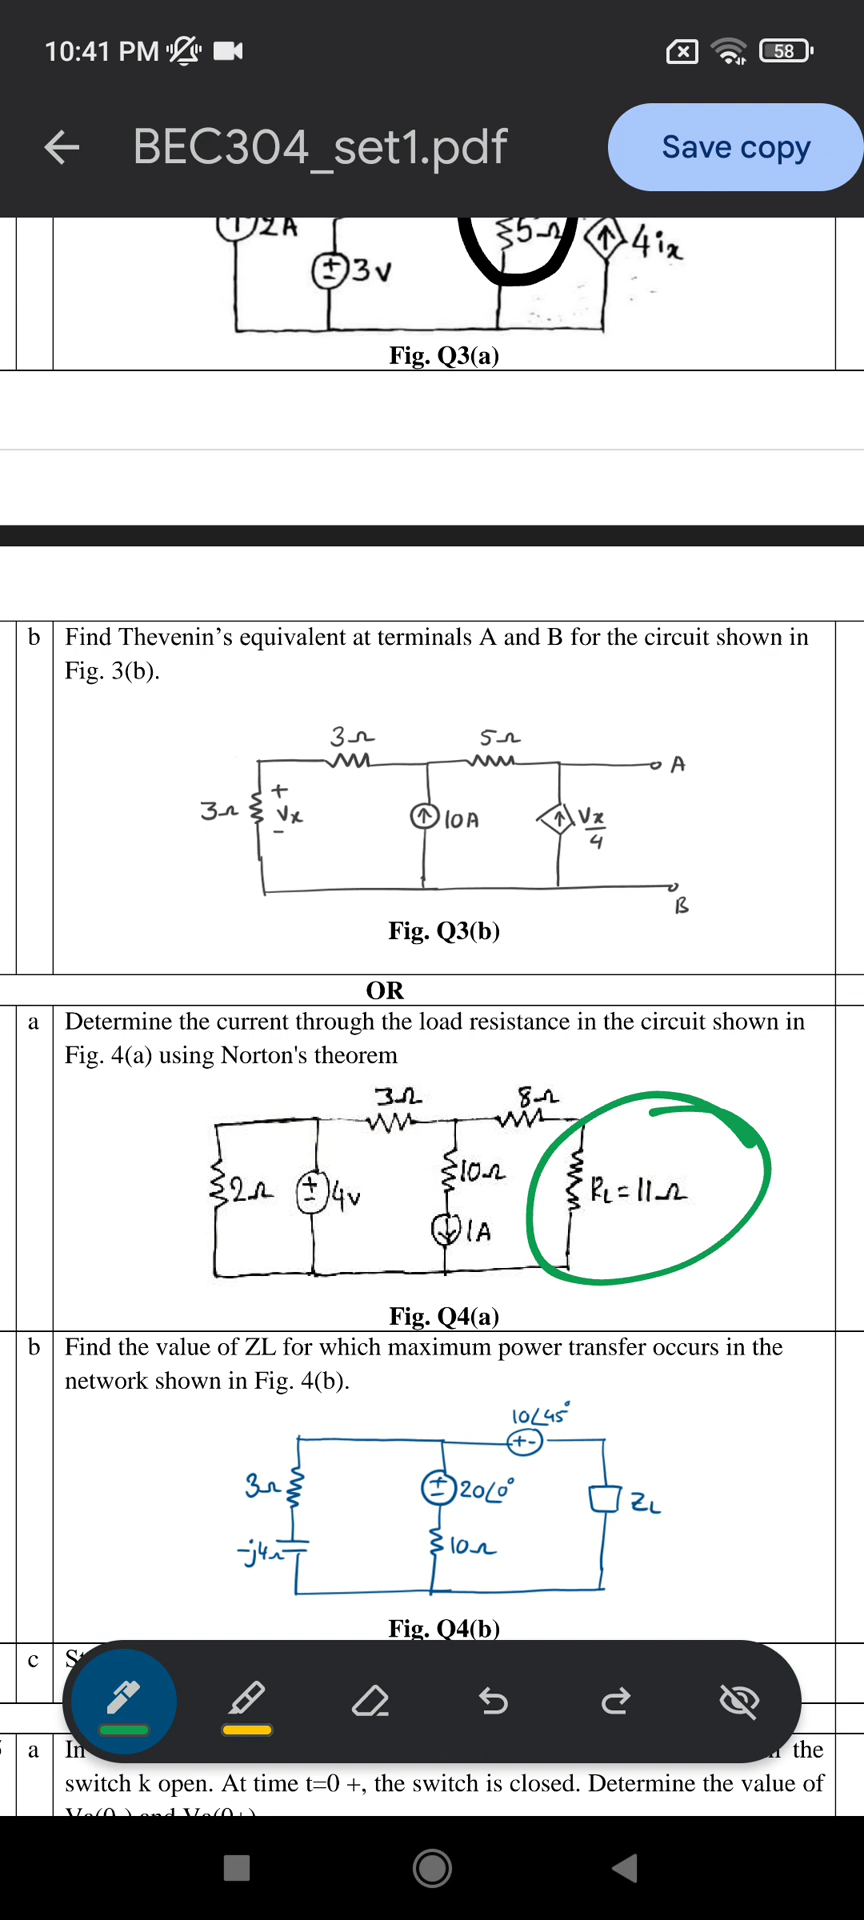 10:41 PM
58
BEC304_set1.pdf
Save copy
2A
3V
5Ω
4ix
Fig. Q3(a)
b Find Thevenin's equivalent at terminals A and B for the circuit shown in
Fig. 3(b).
3Ω 5Ω
A
3Ω + Vx -
10A
Vx/4
B
Fig. Q3(b)
OR
a Determine the current through the load resistance in the circuit shown in
Fig. 4(a) using Norton's theorem
3Ω 8Ω
2Ω 4v 10Ω RL=11Ω
1A
Fig. Q4(a)
b Find the value of ZL for which maximum power transfer occurs in the
network shown in Fig. 4(b).
10∠45°
3Ω 20∠0° ZL
-j4Ω 10Ω
Fig. Q4(b)
c
a In the
switch k open. At time t=0 +, the switch is closed. Determine the value of